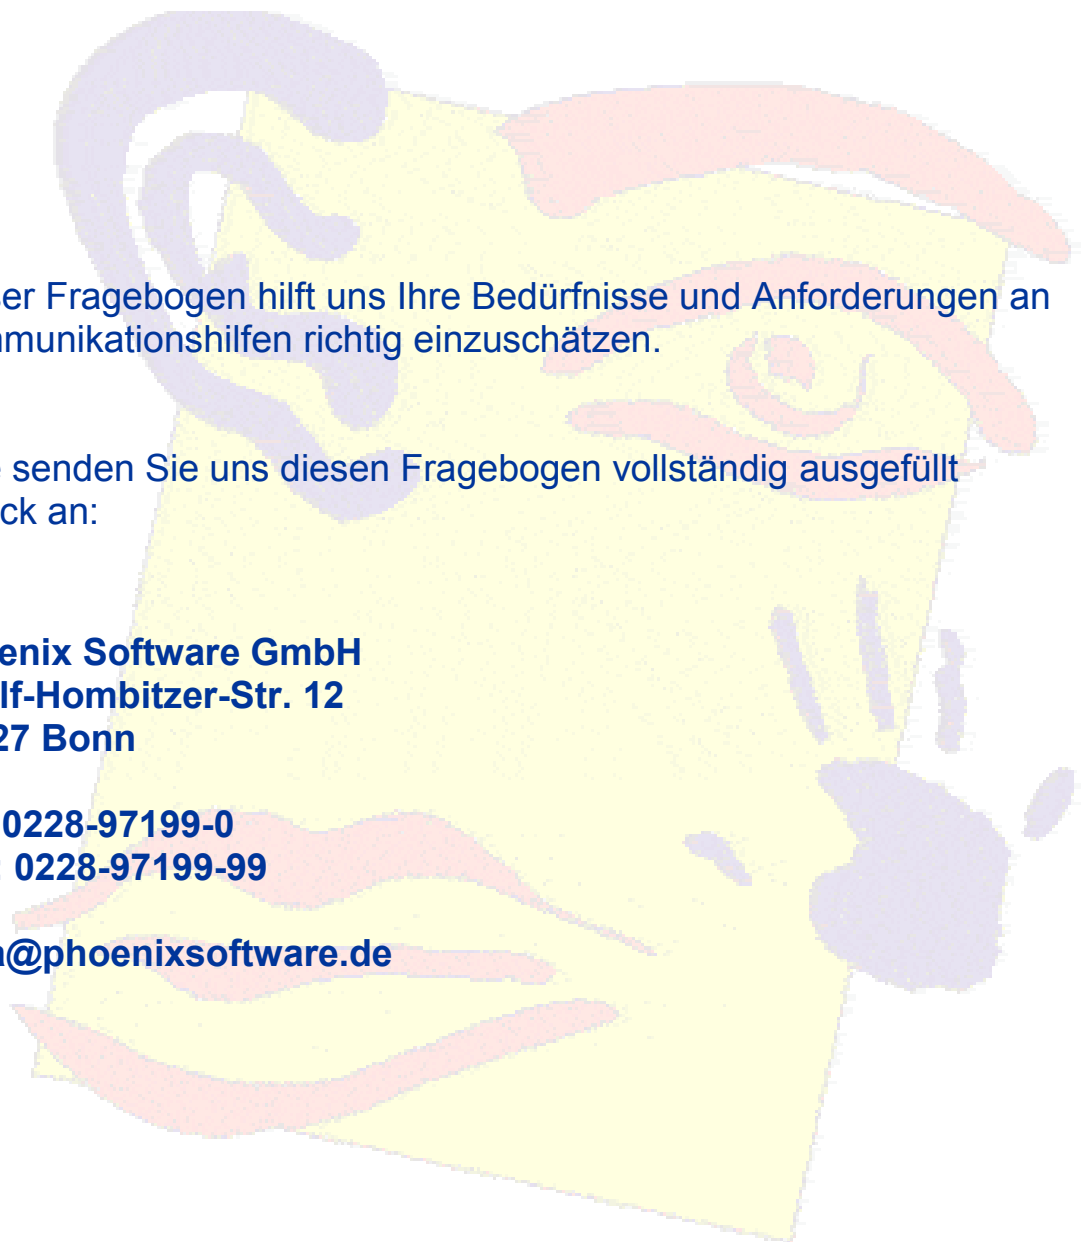 ser Fragebogen hilft uns Ihre Bedürfnisse und Anforderungen an
munikationshilfen richtig einzuschätzen.
e senden Sie uns diesen Fragebogen vollständig ausgefüllt
ck an:
enix Software GmbH
lf-Hombitzer-Str. 12
27 Bonn
0228-97199-0
: 0228-97199-99
a@phoenixsoftware.de